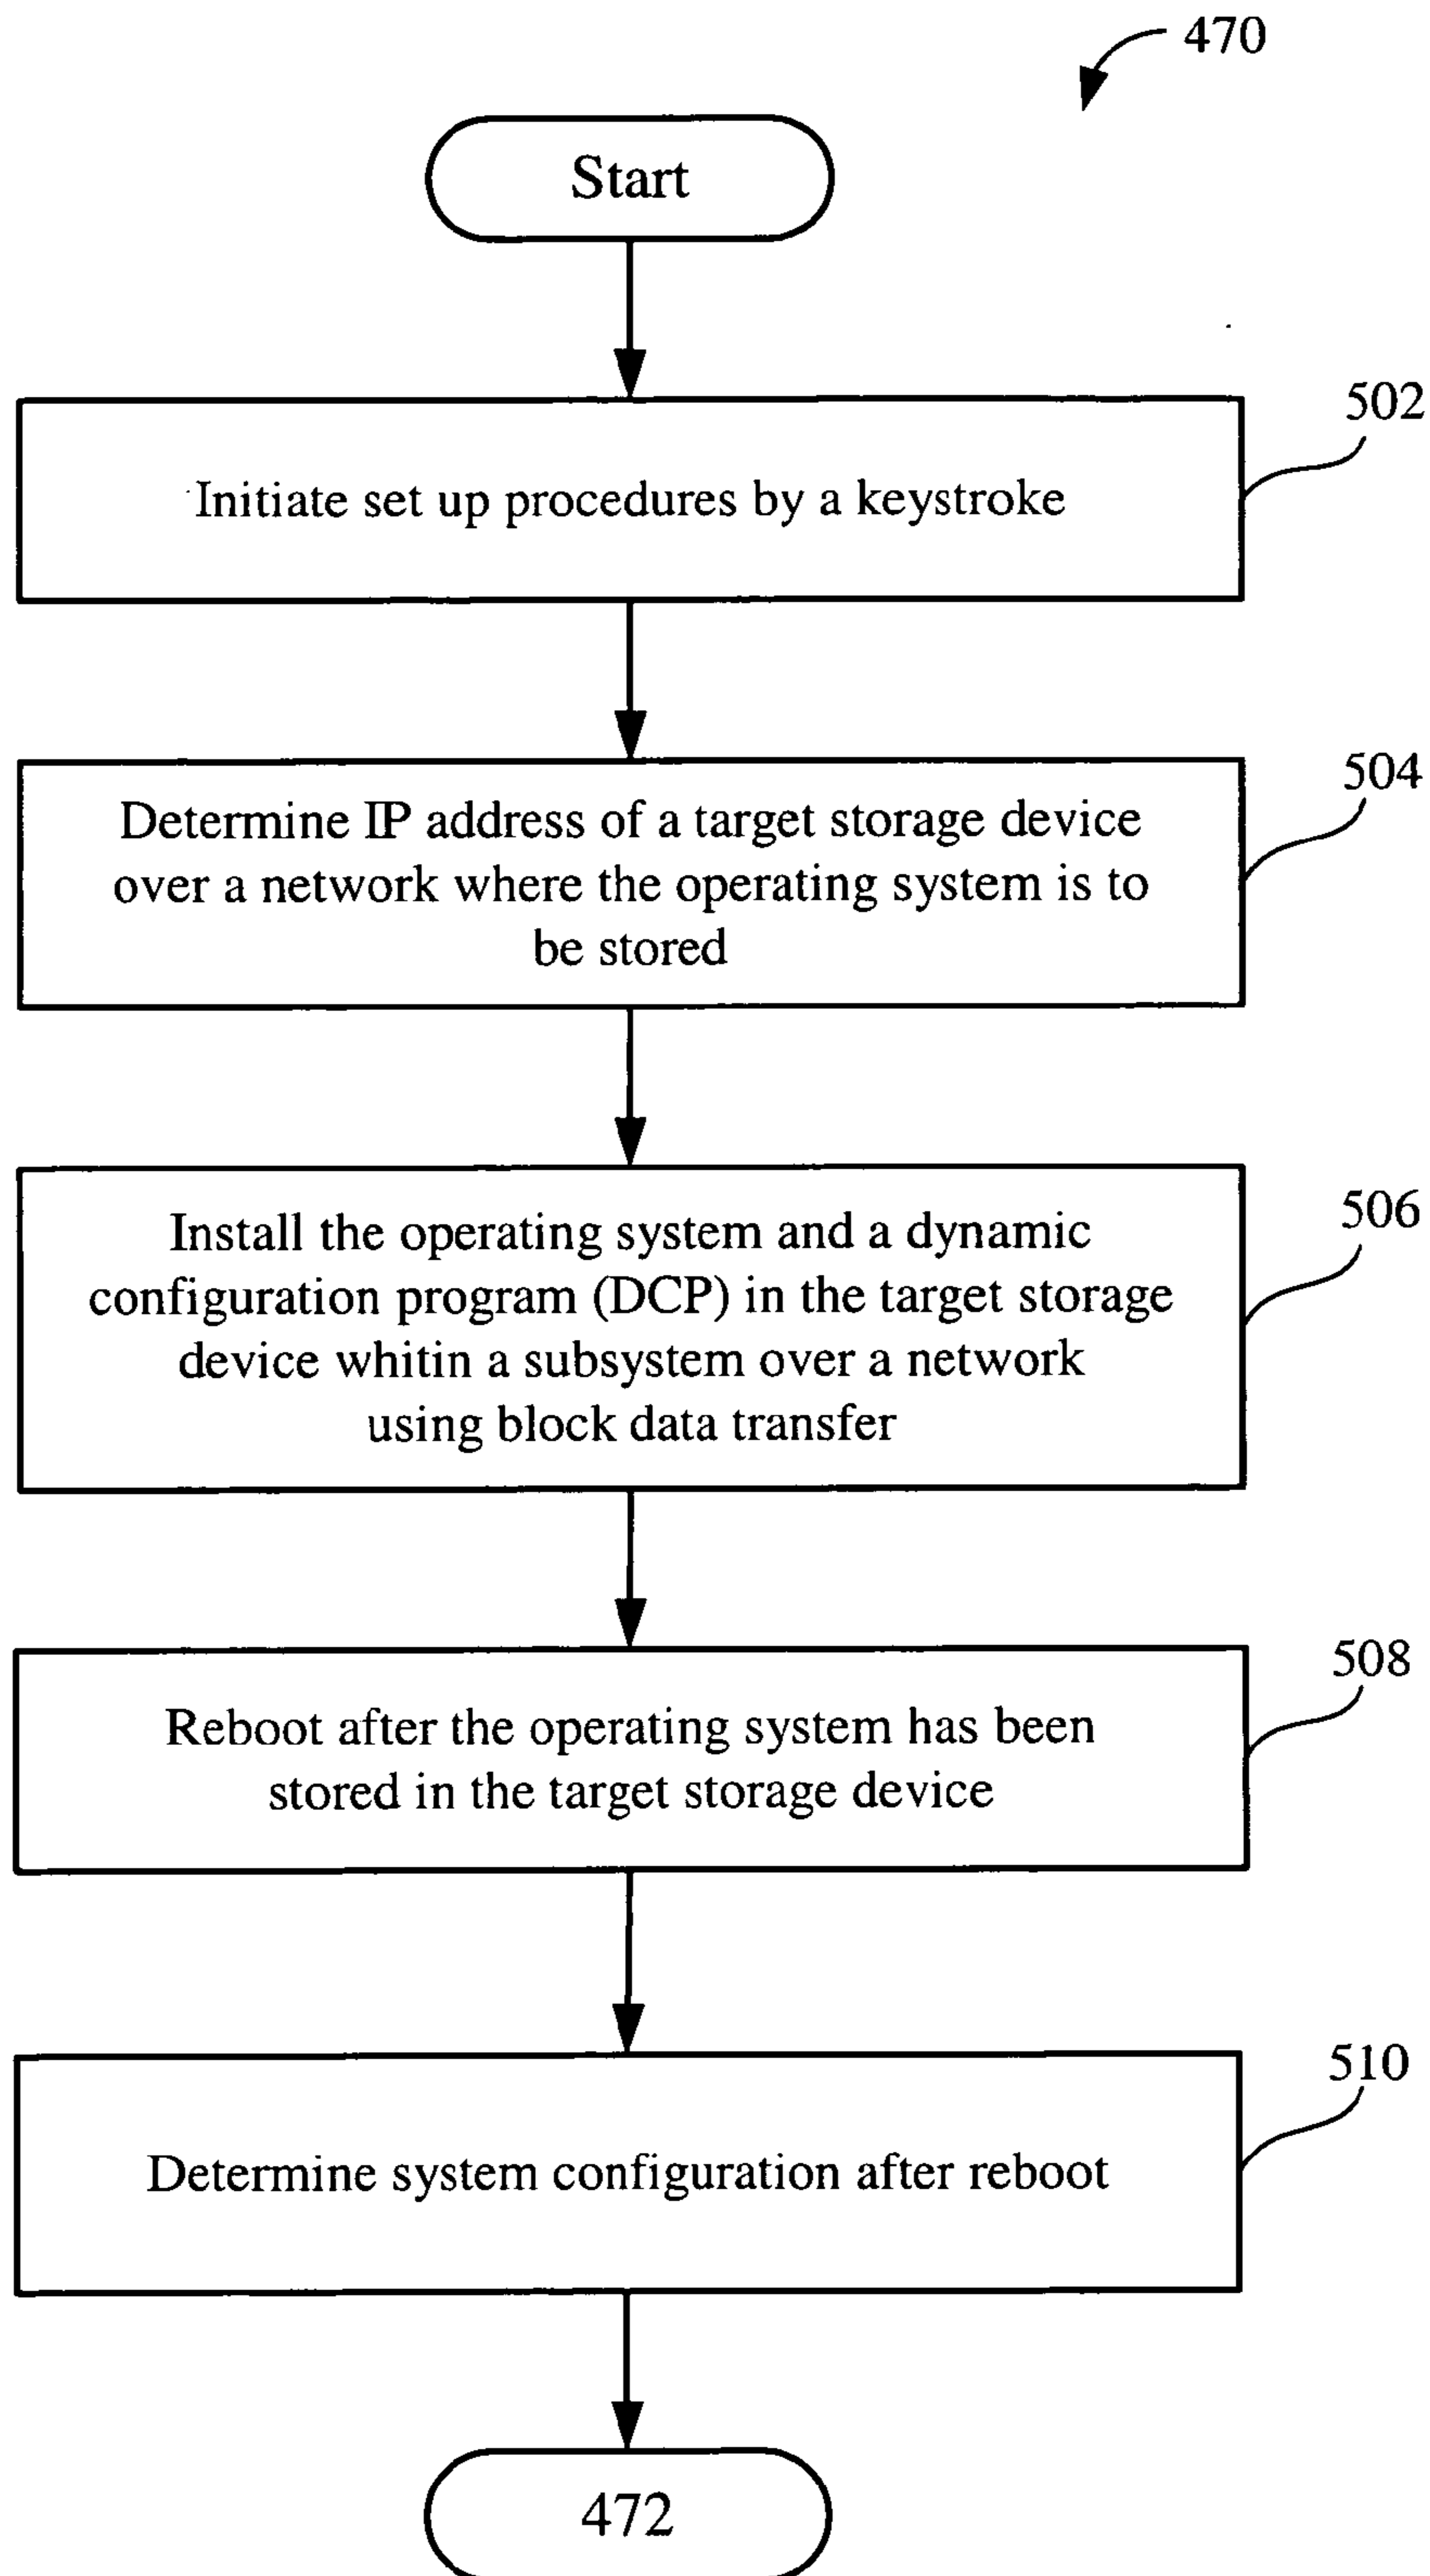 470
Start
502
Initiate set up procedures by a keystroke
504
Determine IP address of a target storage device
over a network where the operating system is to
be stored
506
Install the operating system and a dynamic
configuration program (DCP) in the target storage
device whitin a subsystem over a network
using block data transfer
508
Reboot after the operating system has been
stored in the target storage device
510
Determine system configuration after reboot
472